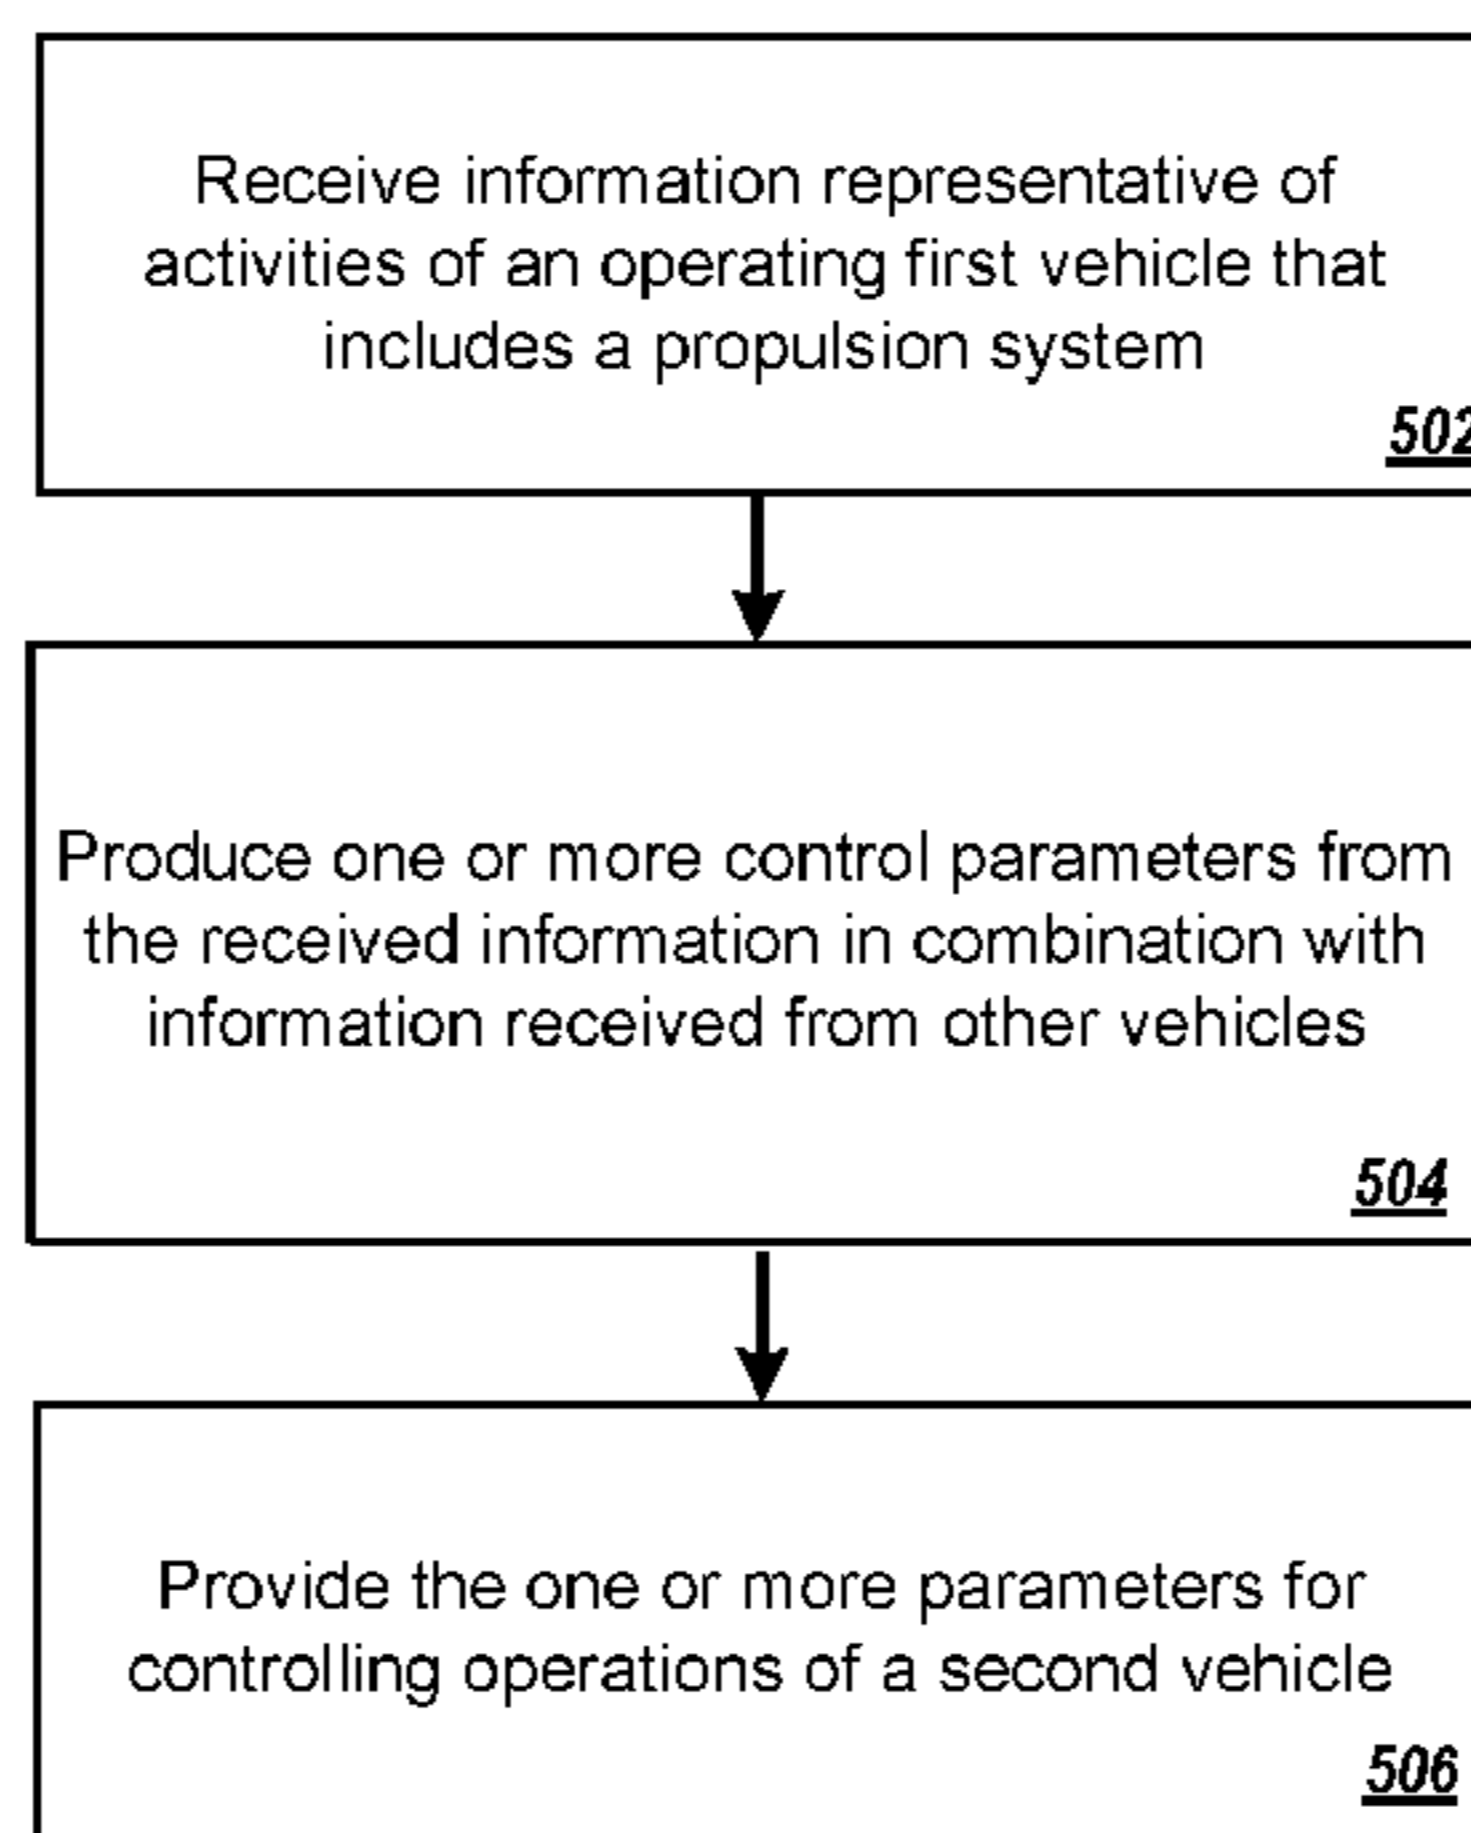 Receive information representative of
activities of an operating first vehicle that
includes a propulsion system
502
Produce one or more control parameters from
the received information in combination with
information received from other vehicles
504
Provide the one or more parameters for
controlling operations of a second vehicle
506